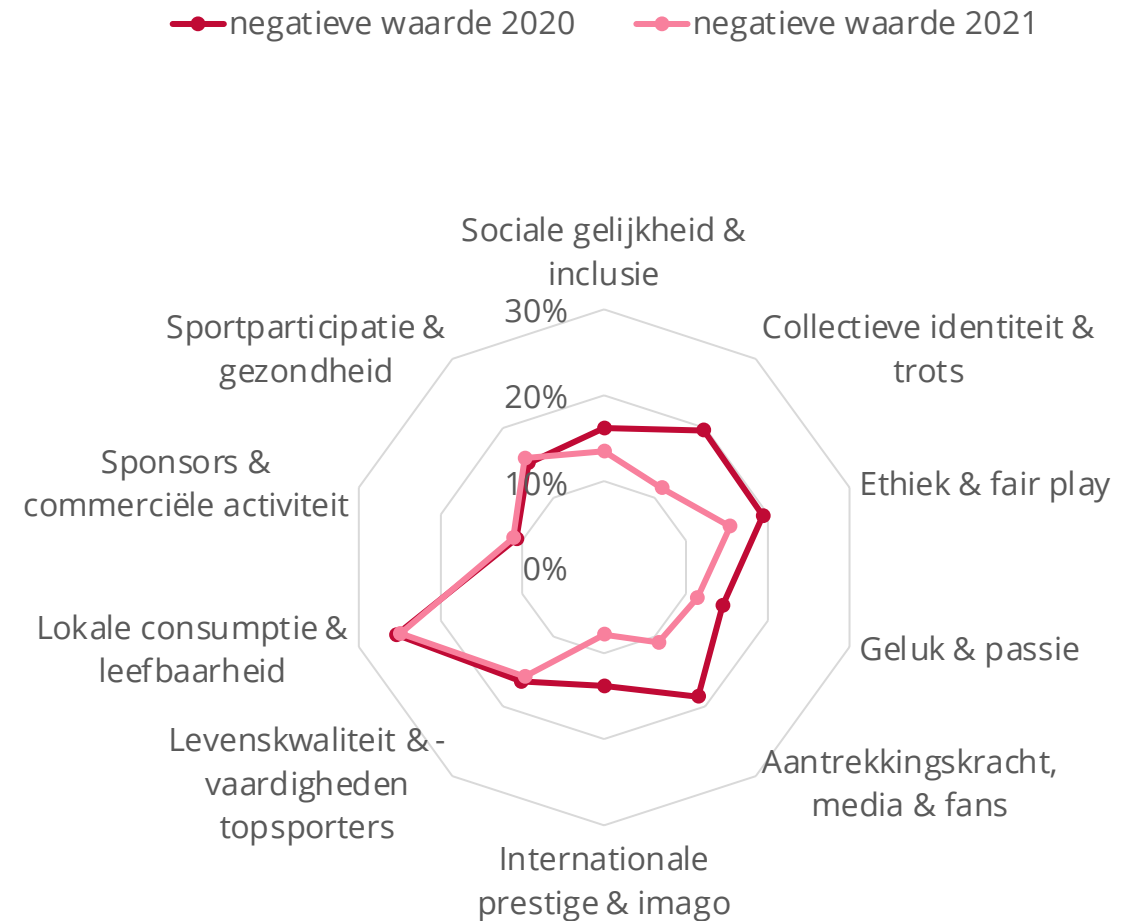 negatieve waarde 2020
negatieve waarde 2021
Sociale gelijkheid &
inclusie
Collectieve identiteit &
trots
Ethiek & fair play
Geluk & passie
Aantrekkingskracht,
media & fans
Internationale
prestige & imago
Levenskwaliteit & -
vaardigheden
topsporters
Lokale consumptie &
leefbaarheid
Sponsors &
commerciële activiteit
Sportparticipatie &
gezondheid
30%
20%
10%
0%